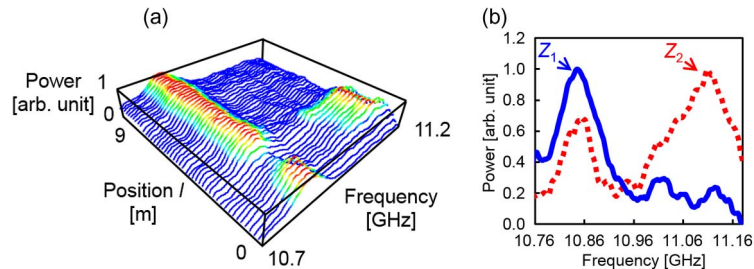 (a)
Power
[arb. unit]
1
0
9
Position l
[m]
0
10.7
Frequency
[GHz]
11.2
(b)
Power [arb. unit]
1.2
1.0
0.8
0.6
0.4
0.2
0.0
Z1
Z2
10.76 10.86 10.96 11.06 11.16
Frequency [GHz]